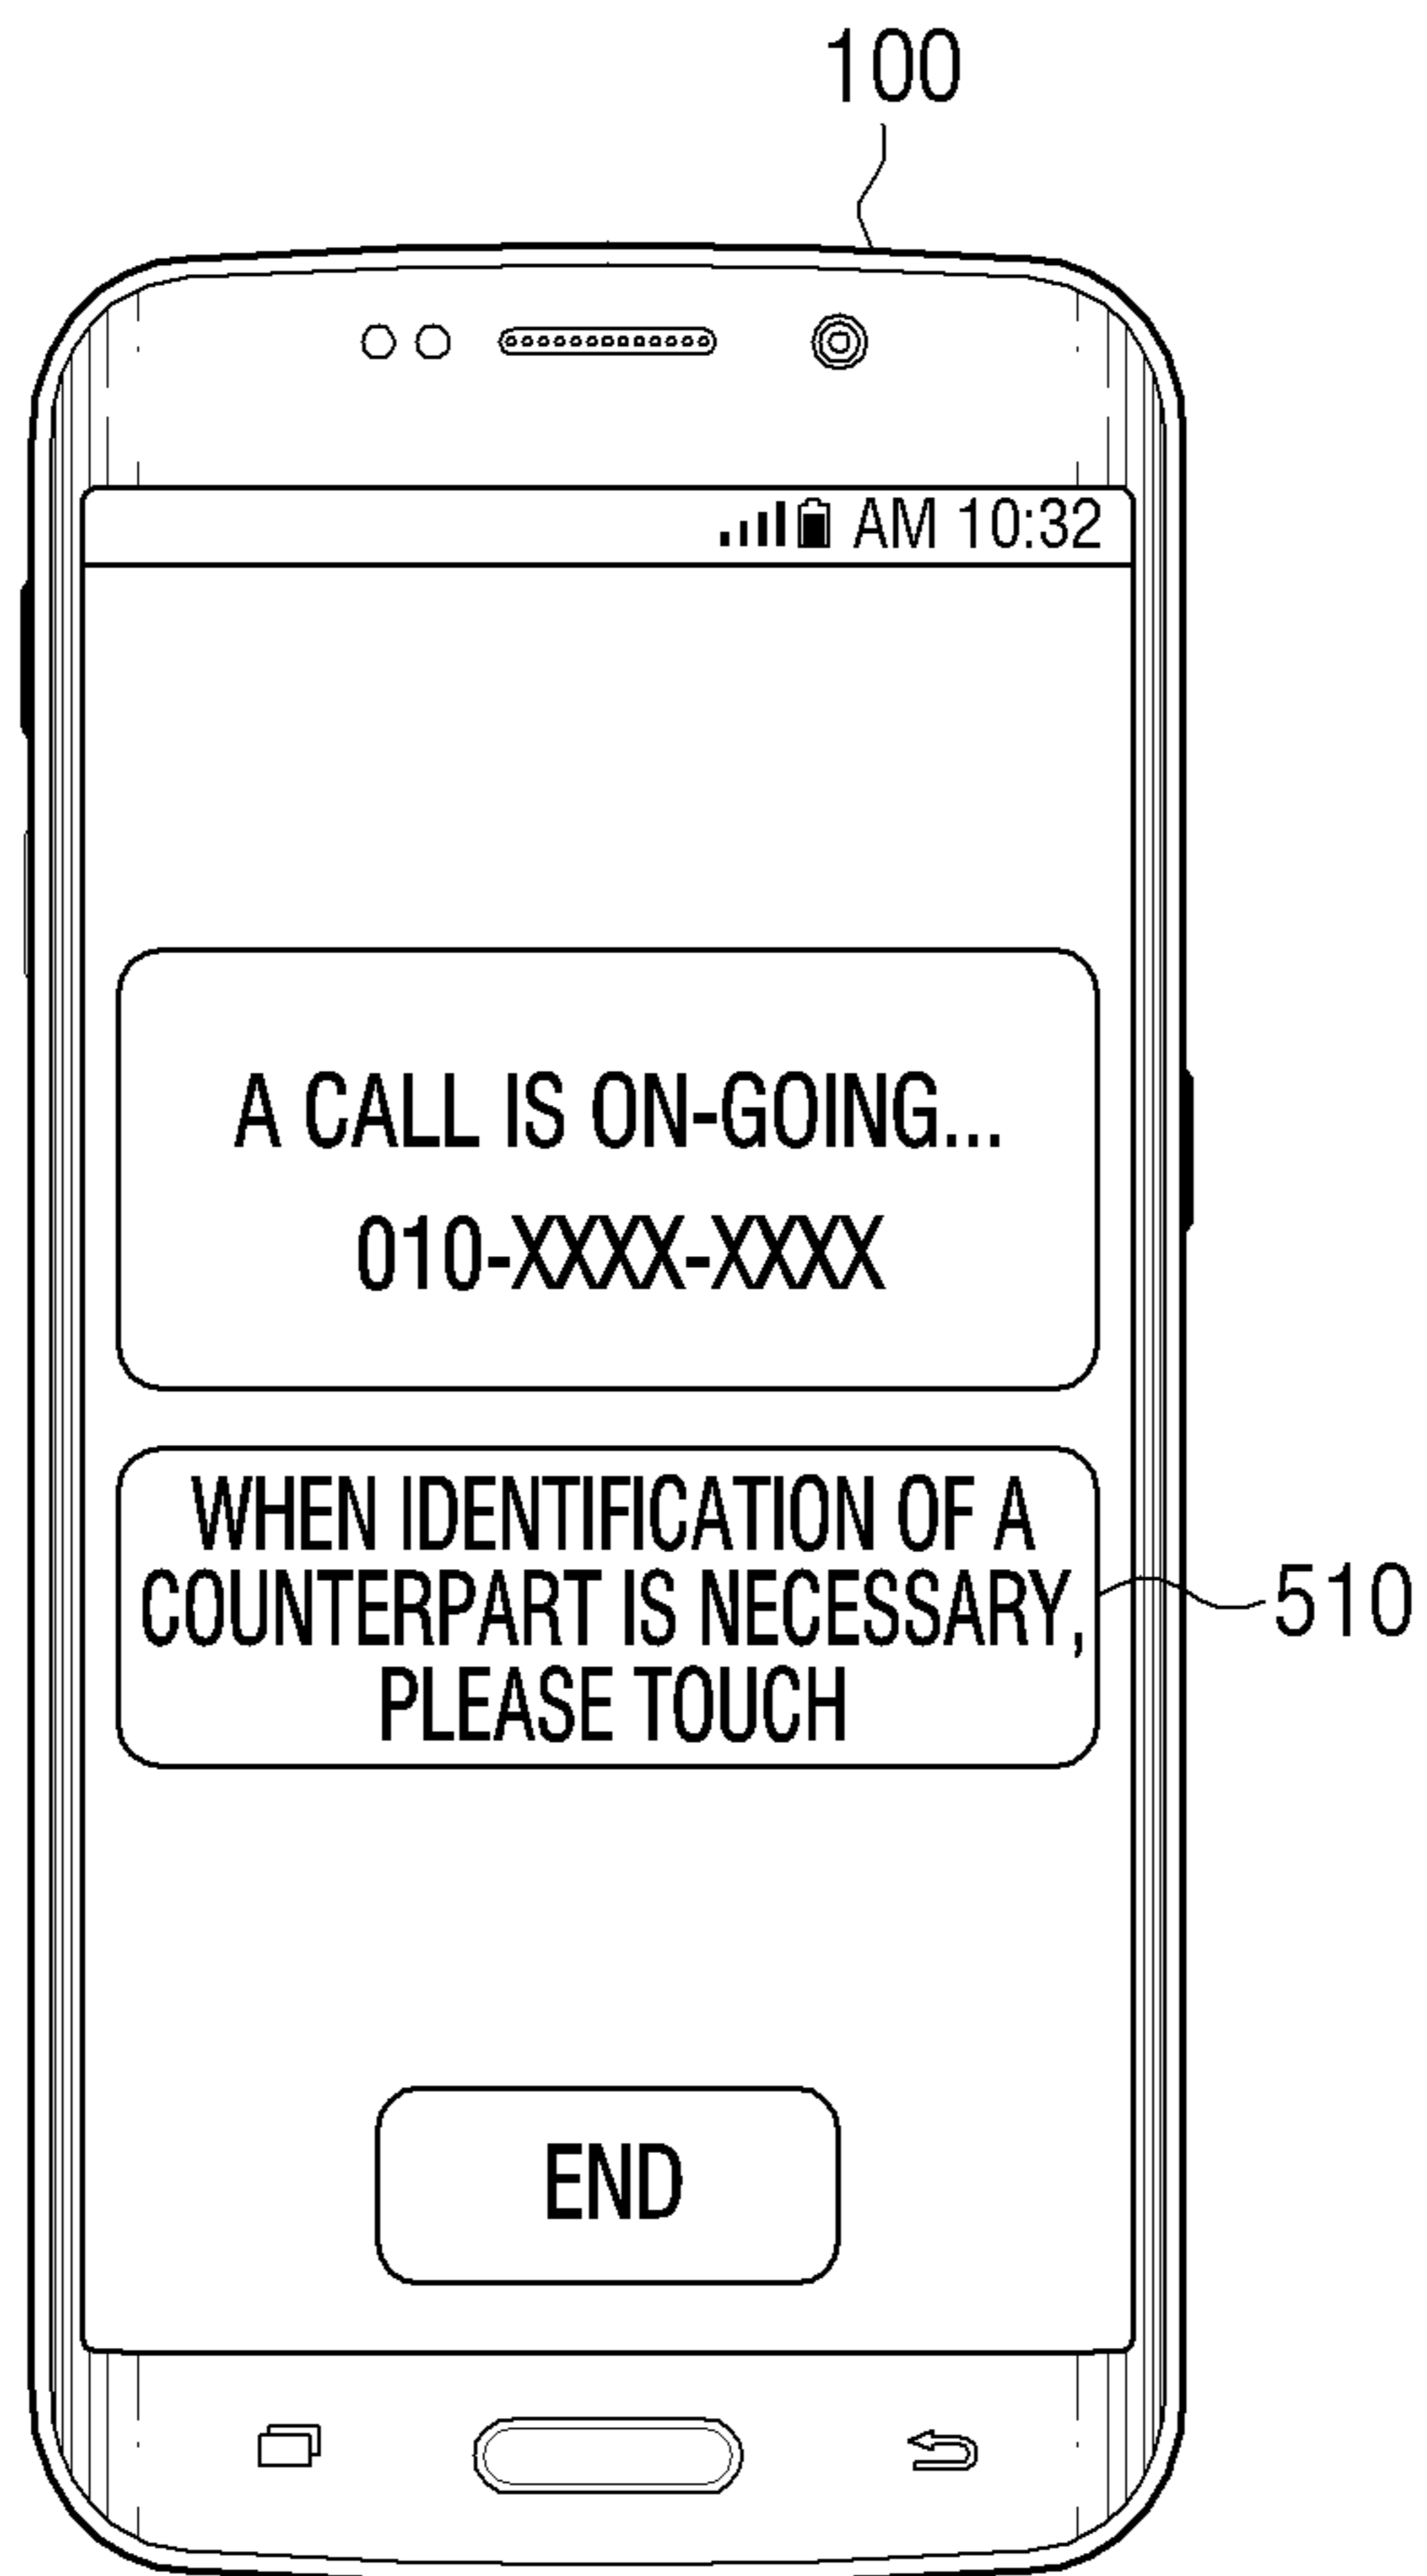 100
AM 10:32
A CALL IS ON-GOING...
010-XXXX-XXXX
WHEN IDENTIFICATION OF A
COUNTERPART IS NECESSARY,
PLEASE TOUCH
510
END